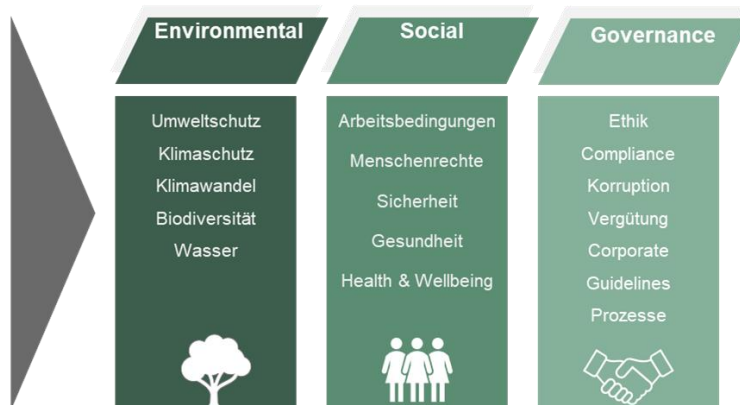 Environmental
Umweltschutz
Klimaschutz
Klimawandel
Biodiversität
Wasser
Social
Arbeitsbedingungen
Menschenrechte
Sicherheit
Gesundheit
Health & Wellbeing
Governance
Ethik
Compliance
Korruption
Vergütung
Corporate
Guidelines
Prozesse